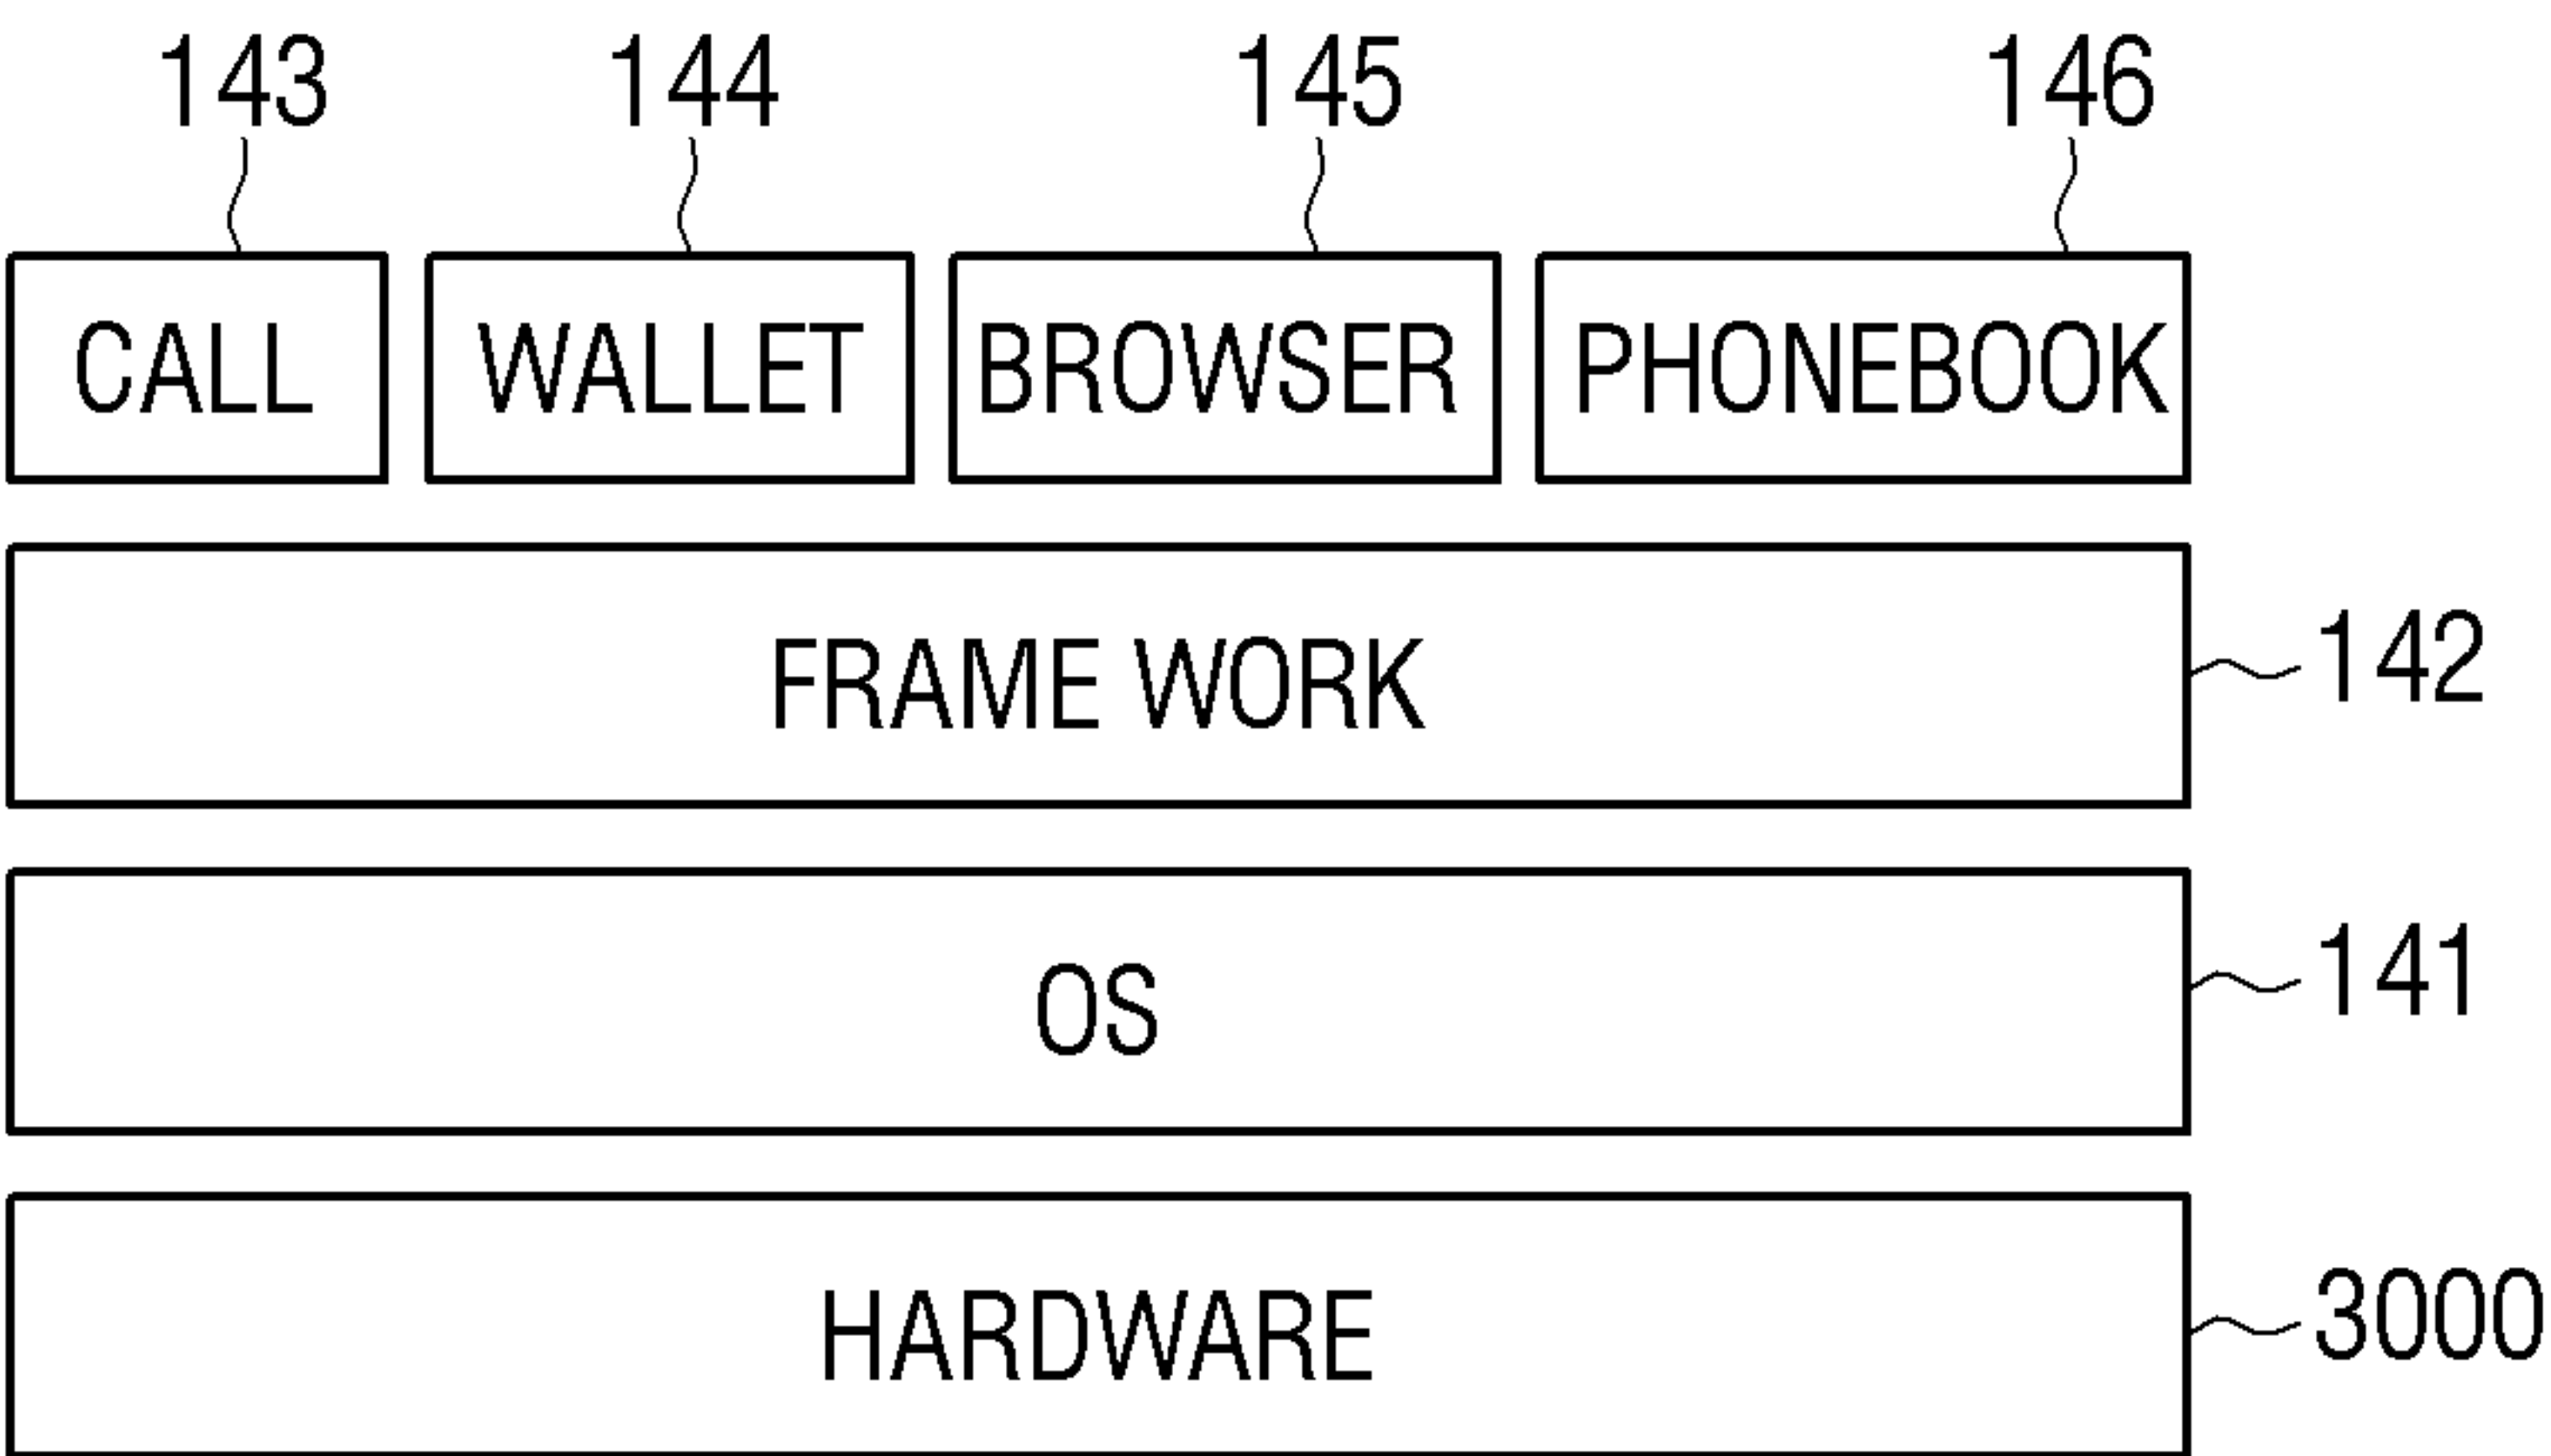 143 144 145 146
CALL WALLET BROWSER PHONEBOOK
FRAME WORK 142
OS 141
HARDWARE 3000